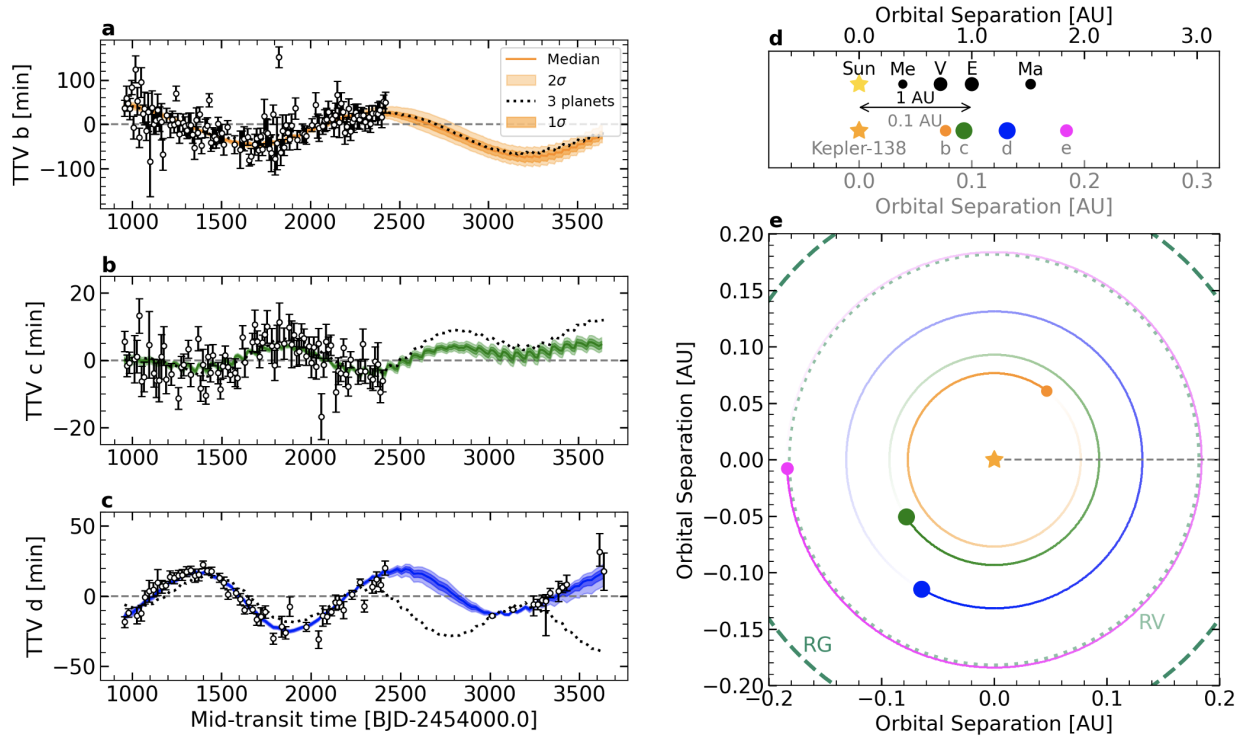 a
TTV b [min]
100
0
−100
1000 1500 2000 2500 3000 3500
Median
2σ
3 planets
1σ
b
TTV c [min]
20
0
−20
1000 1500 2000 2500 3000 3500
c
TTV d [min]
50
0
−50
1000 1500 2000 2500 3000 3500
Mid-transit time [BJD-2454000.0]
Orbital Separation [AU]
d
0.0 1.0 2.0 3.0
Sun Me V E Ma
1 AU
0.1 AU
Kepler-138 b c d e
0.0 0.1 0.2 0.3
Orbital Separation [AU]
e
Orbital Separation [AU]
0.20
0.15
0.10
0.05
0.00
−0.05
−0.10
−0.15
−0.20
RV
RG
−0.2 −0.1 0.0 0.1 0.2
Orbital Separation [AU]